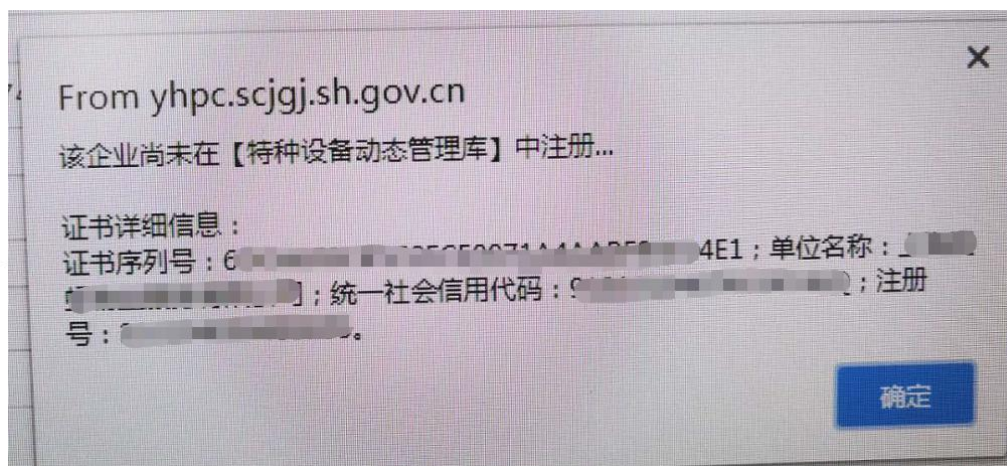 From yhpc.scjgj.sh.gov.cn
该企业尚未在【特种设备动态管理库】中注册...
证书详细信息：
证书序列号：6 4E1；单位名称：
；统一社会信用代码：9 ；注册
号： 。
确定